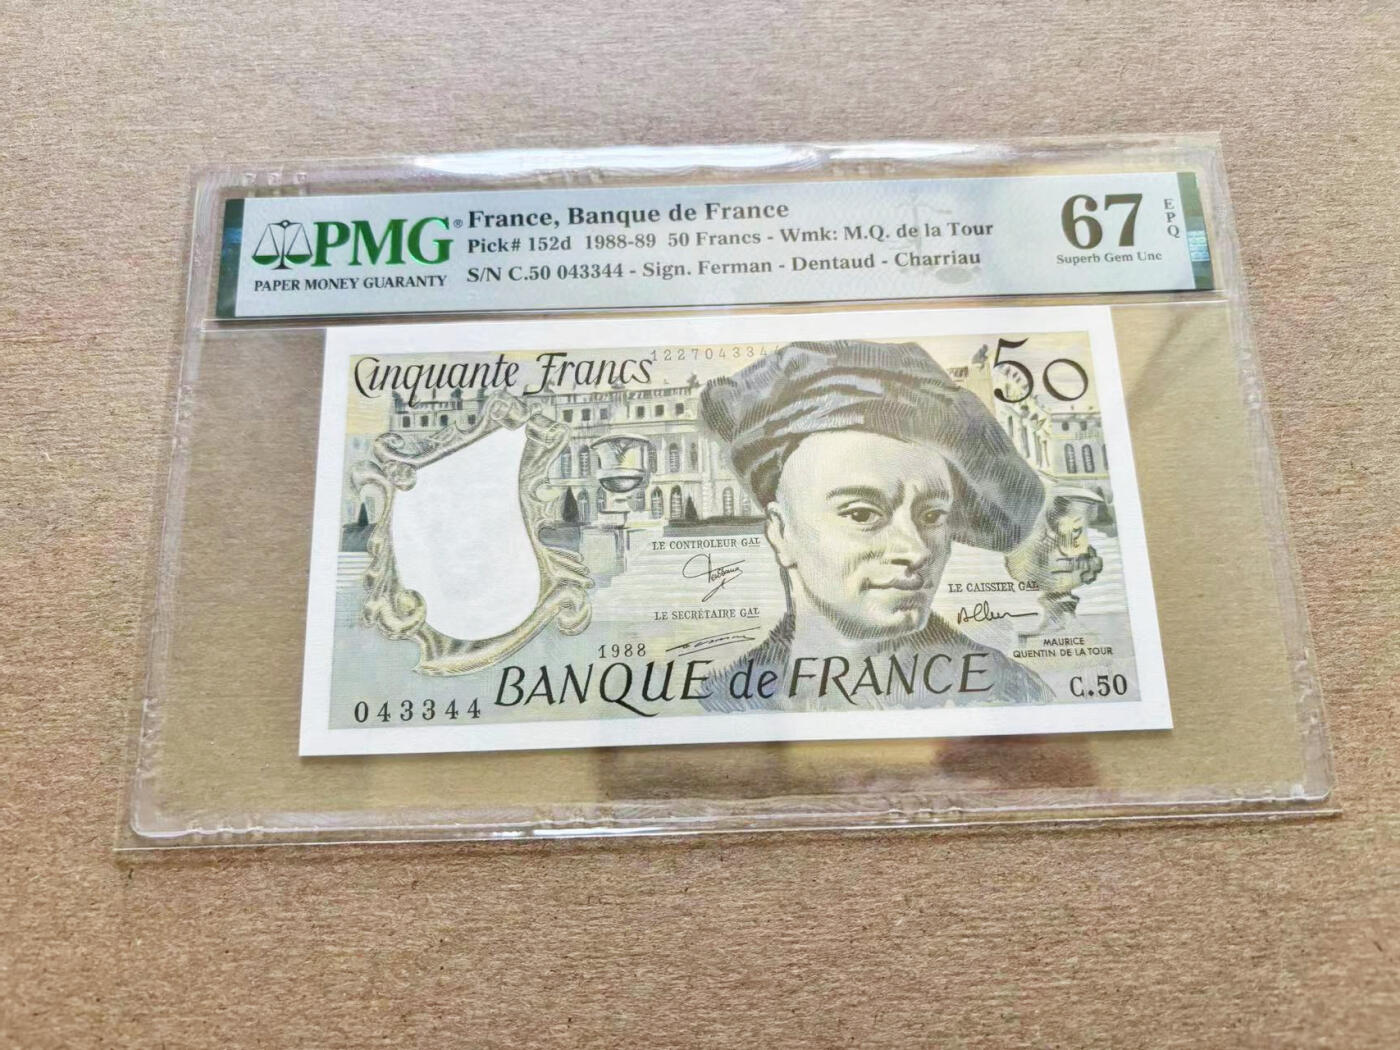 PMG®
PAPER MONEY GUARANTY
France, Banque de France
Pick# 152d 1988-89 50 Francs - Wmk: M.Q. de la Tour
S/N C.50 043344 - Sign. Ferman - Dentaud - Charriau
67
EPQ
Superb Gem Unc
Cinquante Francs
1227043344
50
LE CONTROLEUR GAL
LE SECRÉTAIRE GAL
LE CAISSIER GAL
MAURICE
QUENTIN DE LA TOUR
1988
BANQUE de FRANCE
043344
C.50